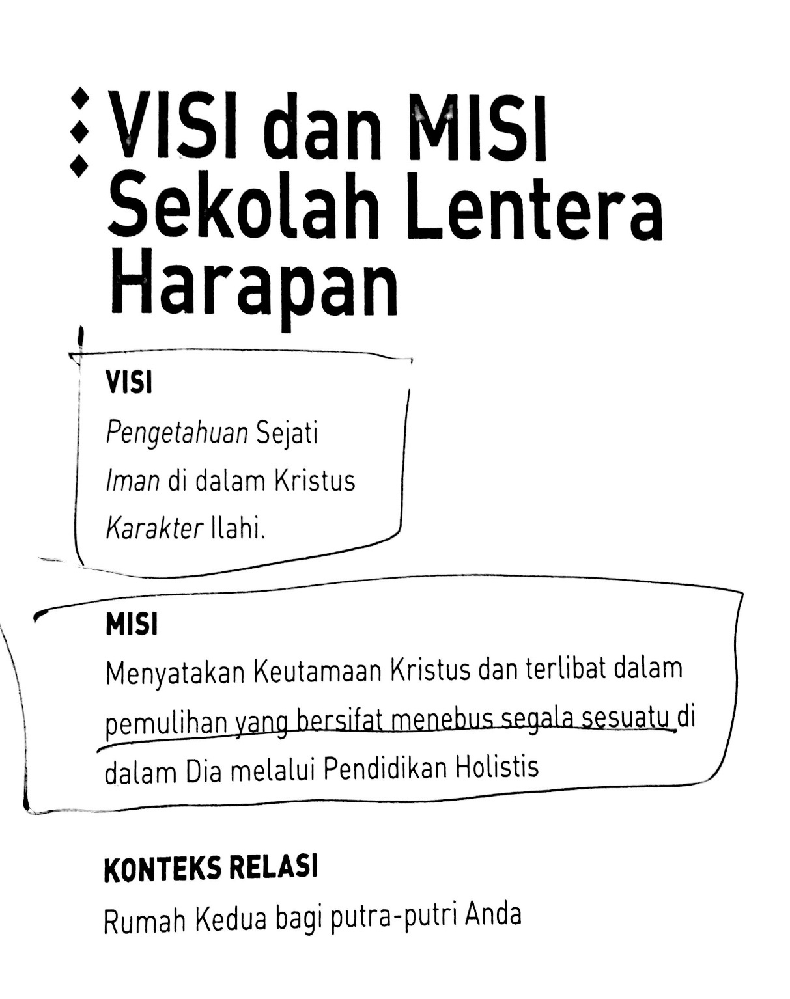 VISI dan MISI
Sekolah Lentera
Harapan
VISI
Pengetahuan Sejati
Iman di dalam Kristus
Karakter Ilahi.
MISI
Menyatakan Keutamaan Kristus dan terlibat dalam
pemulihan yang bersifat menebus segala sesuatu di
dalam Dia melalui Pendidikan Holistis
KONTEKS RELASI
Rumah Kedua bagi putra-putri Anda